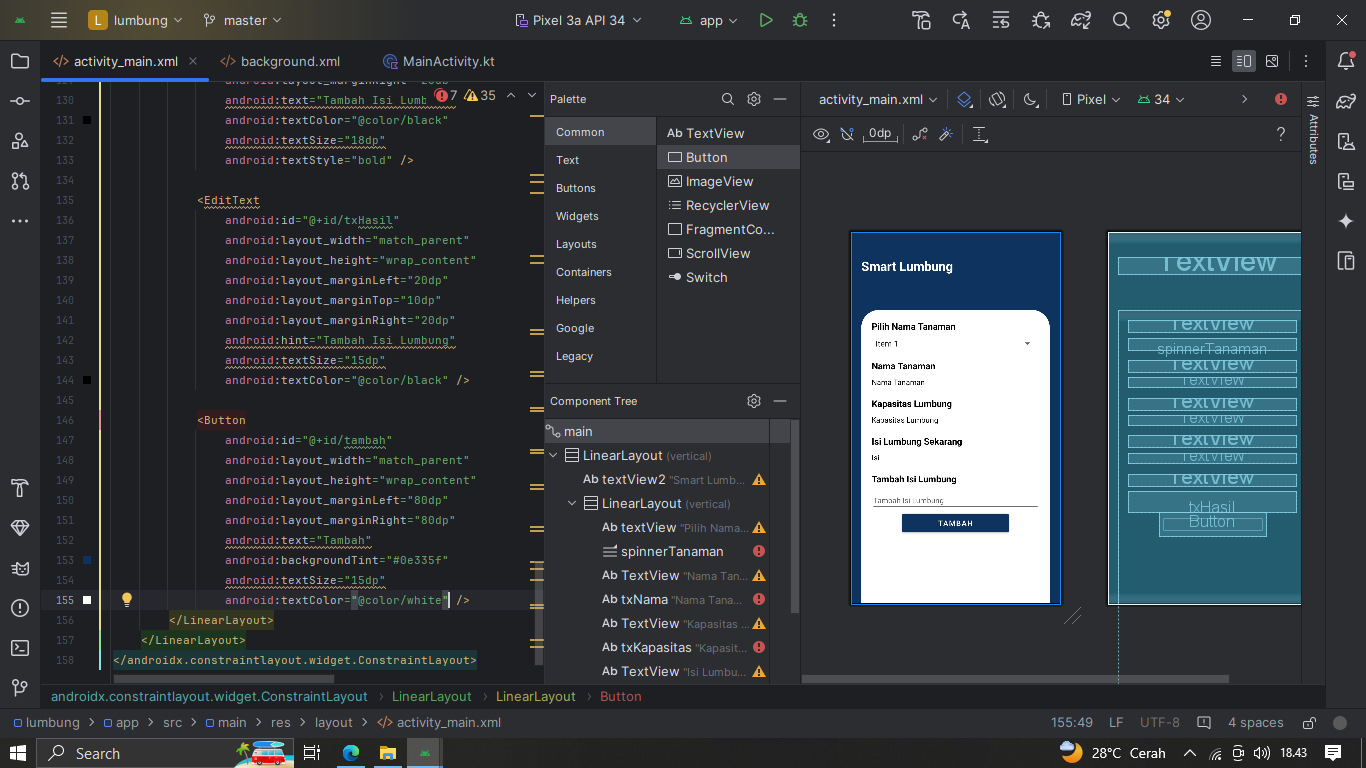 L lumbung master Pixel 3a API 34 app
activity_main.xml background.xml MainActivity.kt
7 35
130 android:text="Tambah Isi Lumb
131 android:textColor="@color/black"
132 android:textSize="18dp"
133 android:textStyle="bold" />
134
135 <EditText
136 android:id="@+id/txHasil"
137 android:layout_width="match_parent"
138 android:layout_height="wrap_content"
139 android:layout_marginLeft="20dp"
140 android:layout_marginTop="10dp"
141 android:layout_marginRight="20dp"
142 android:hint="Tambah Isi Lumbung"
143 android:textSize="15dp"
144 android:textColor="@color/black" />
145
146 <Button
147 android:id="@+id/tambah"
148 android:layout_width="match_parent"
149 android:layout_height="wrap_content"
150 android:layout_marginLeft="80dp"
151 android:layout_marginRight="80dp"
152 android:text="Tambah"
153 android:backgroundTint="#0e335f"
154 android:textSize="15dp"
155 android:textColor="@color/white" />
156 </LinearLayout>
157 </LinearLayout>
158 </androidx.constraintlayout.widget.ConstraintLayout>
Palette
Common
Text
Buttons
Widgets
Layouts
Containers
Helpers
Google
Legacy
Ab TextView
Button
ImageView
RecyclerView
FragmentCo...
ScrollView
Switch
Component Tree
main
LinearLayout (vertical)
Ab textView2 "Smart Lumb...
LinearLayout (vertical)
Ab textView "Pilih Nama...
spinnerTanaman
Ab TextView "Nama Tan...
Ab txNama "Nama Tana...
Ab TextView "Kapasitas ...
Ab txKapasitas "Kapasit...
Ab TextView "Isi Lumbu...
activity_main.xml Pixel 34
0dp ?
Attributes
Smart Lumbung
Pilih Nama Tanaman
Item 1
Nama Tanaman
Nama Tanaman
Kapasitas Lumbung
Kapasitas Lumbung
Isi Lumbung Sekarang
Isi
Tambah Isi Lumbung
Tambah Isi Lumbung
TAMBAH
TextView
TextView
spinnerTanaman
TextView
TextView
TextView
TextView
TextView
TextView
TextView
txHasil
Button
androidx.constraintlayout.widget.ConstraintLayout > LinearLayout > LinearLayout > Button
lumbung > app > src > main > res > layout > activity_main.xml 155:49 LF UTF-8 4 spaces
Search 28°C Cerah 18.43